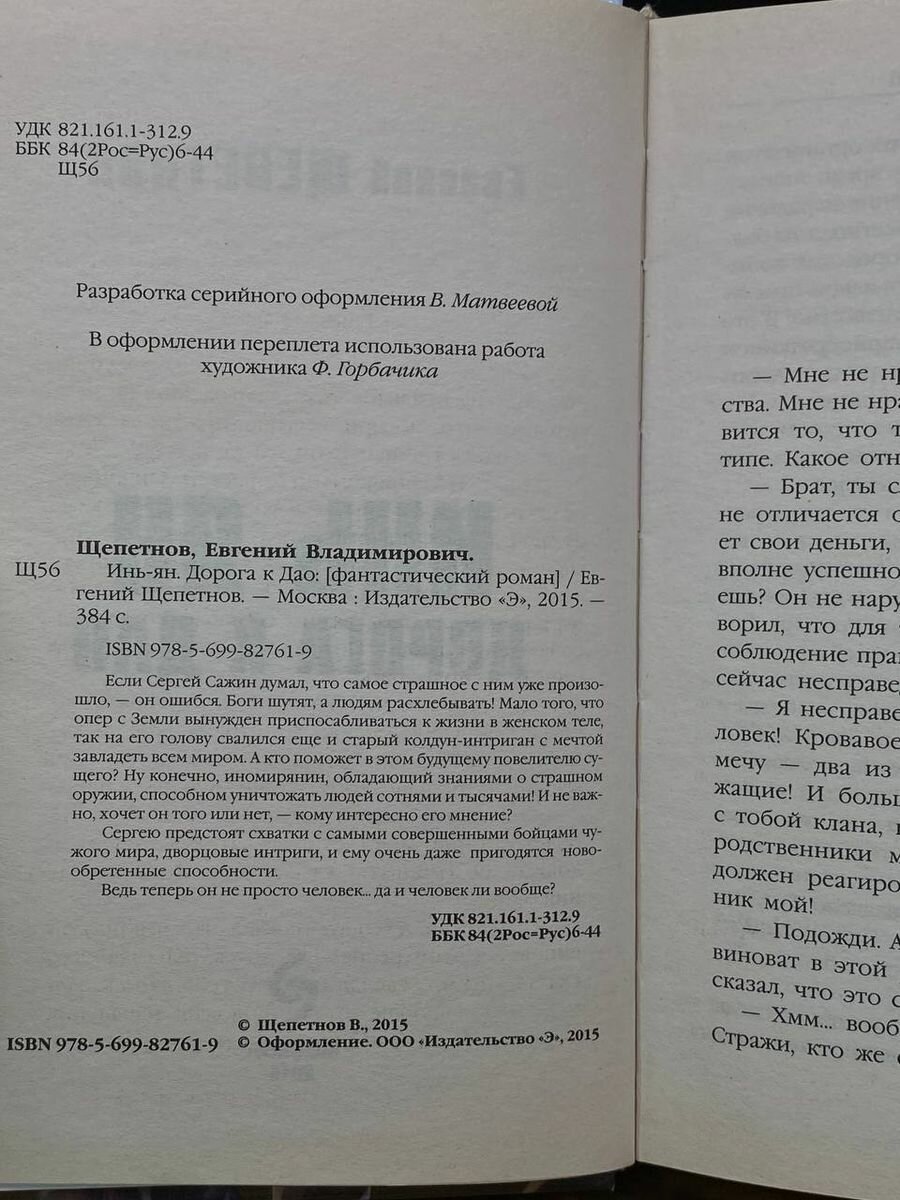 УДК 821.161.1-312.9
ББК 84(2Рос=Рус)6-44
Щ56
Разработка серийного оформления В. Матвеевой
В оформлении переплета использована работа
художника Ф. Горбачика
Щепетнов, Евгений Владимирович.
Щ56 Инь-ян. Дорога к Дао: [фантастический роман] / Ев-
гений Щепетнов. — Москва : Издательство «Э», 2015. —
384 с.
ISBN 978-5-699-82761-9
Если Сергей Сажин думал, что самое страшное с ним уже произо-
шло, — он ошибся. Боги шутят, а людям расхлебывать! Мало того, что
опер с Земли вынужден приспосабливаться к жизни в женском теле,
так на его голову свалился еще и старый колдун-интриган с мечтой
завладеть всем миром. А кто поможет в этом будущему повелителю су-
щего? Ну конечно, иномирянин, обладающий знаниями о страшном
оружии, способном уничтожать людей сотнями и тысячами! И не важ-
но, хочет он того или нет, — кому интересно его мнение?
Сергею предстоят схватки с самыми совершенными бойцами чу-
жого мира, дворцовые интриги, и ему очень даже пригодятся ново-
обретенные способности.
Ведь теперь он не просто человек... да и человек ли вообще?
УДК 821.161.1-312.9
ББК 84(2Рос=Рус)6-44
© Щепетнов В., 2015
ISBN 978-5-699-82761-9 © Оформление. ООО «Издательство «Э», 2015
— Мне не нр
ства. Мне не нра
вится то, что т
типе. Какое отн
— Брат, ты с
не отличается о
ет свои деньги,
вполне успешно
ешь? Он не нару
ворил, что для
соблюдение пра
сейчас несправед
— Я несправе
ловек! Кровавое
мечу — два из
жащие! И больш
с тобой клана,
родственники м
должен реагиро
ник мой!
— Подожди. А
виноват в этой
сказал, что это с
— Хмм... вооб
Стражи, кто же